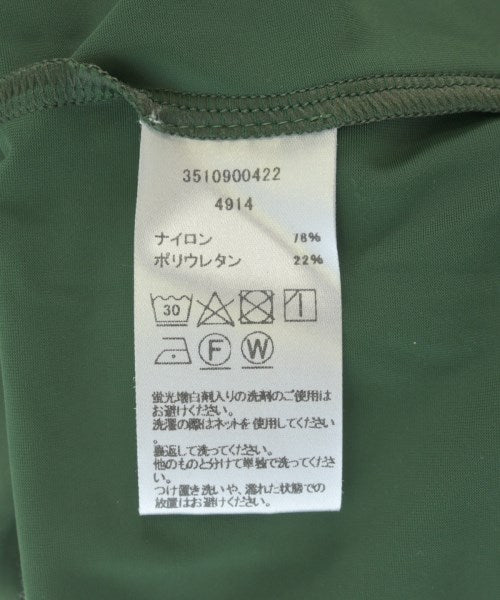 3510900422
4914
ナイロン 78%
ポリウレタン 22%
30
F W
蛍光増白剤入りの洗剤のご使用は
お避けください。
洗濯の際はネットを使用してください。
裏返して洗ってください。
他のものと分けて単独で洗ってください。
つけ置き洗いや、濡れた状態での
放置はお避けください。